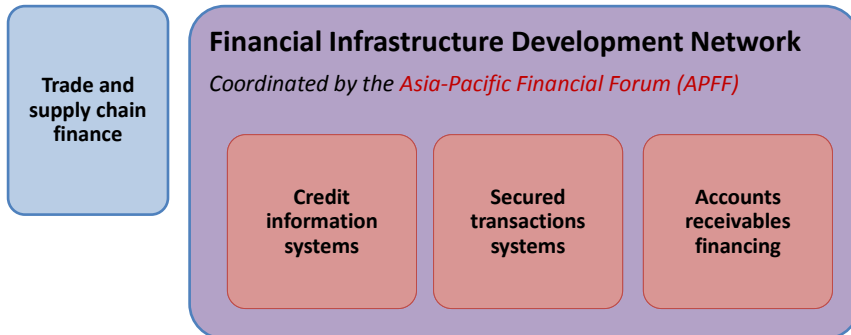 Trade and
supply chain
finance
Financial Infrastructure Development Network
Coordinated by the Asia-Pacific Financial Forum (APFF)
Credit
information
systems
Secured
transactions
systems
Accounts
receivables
financing